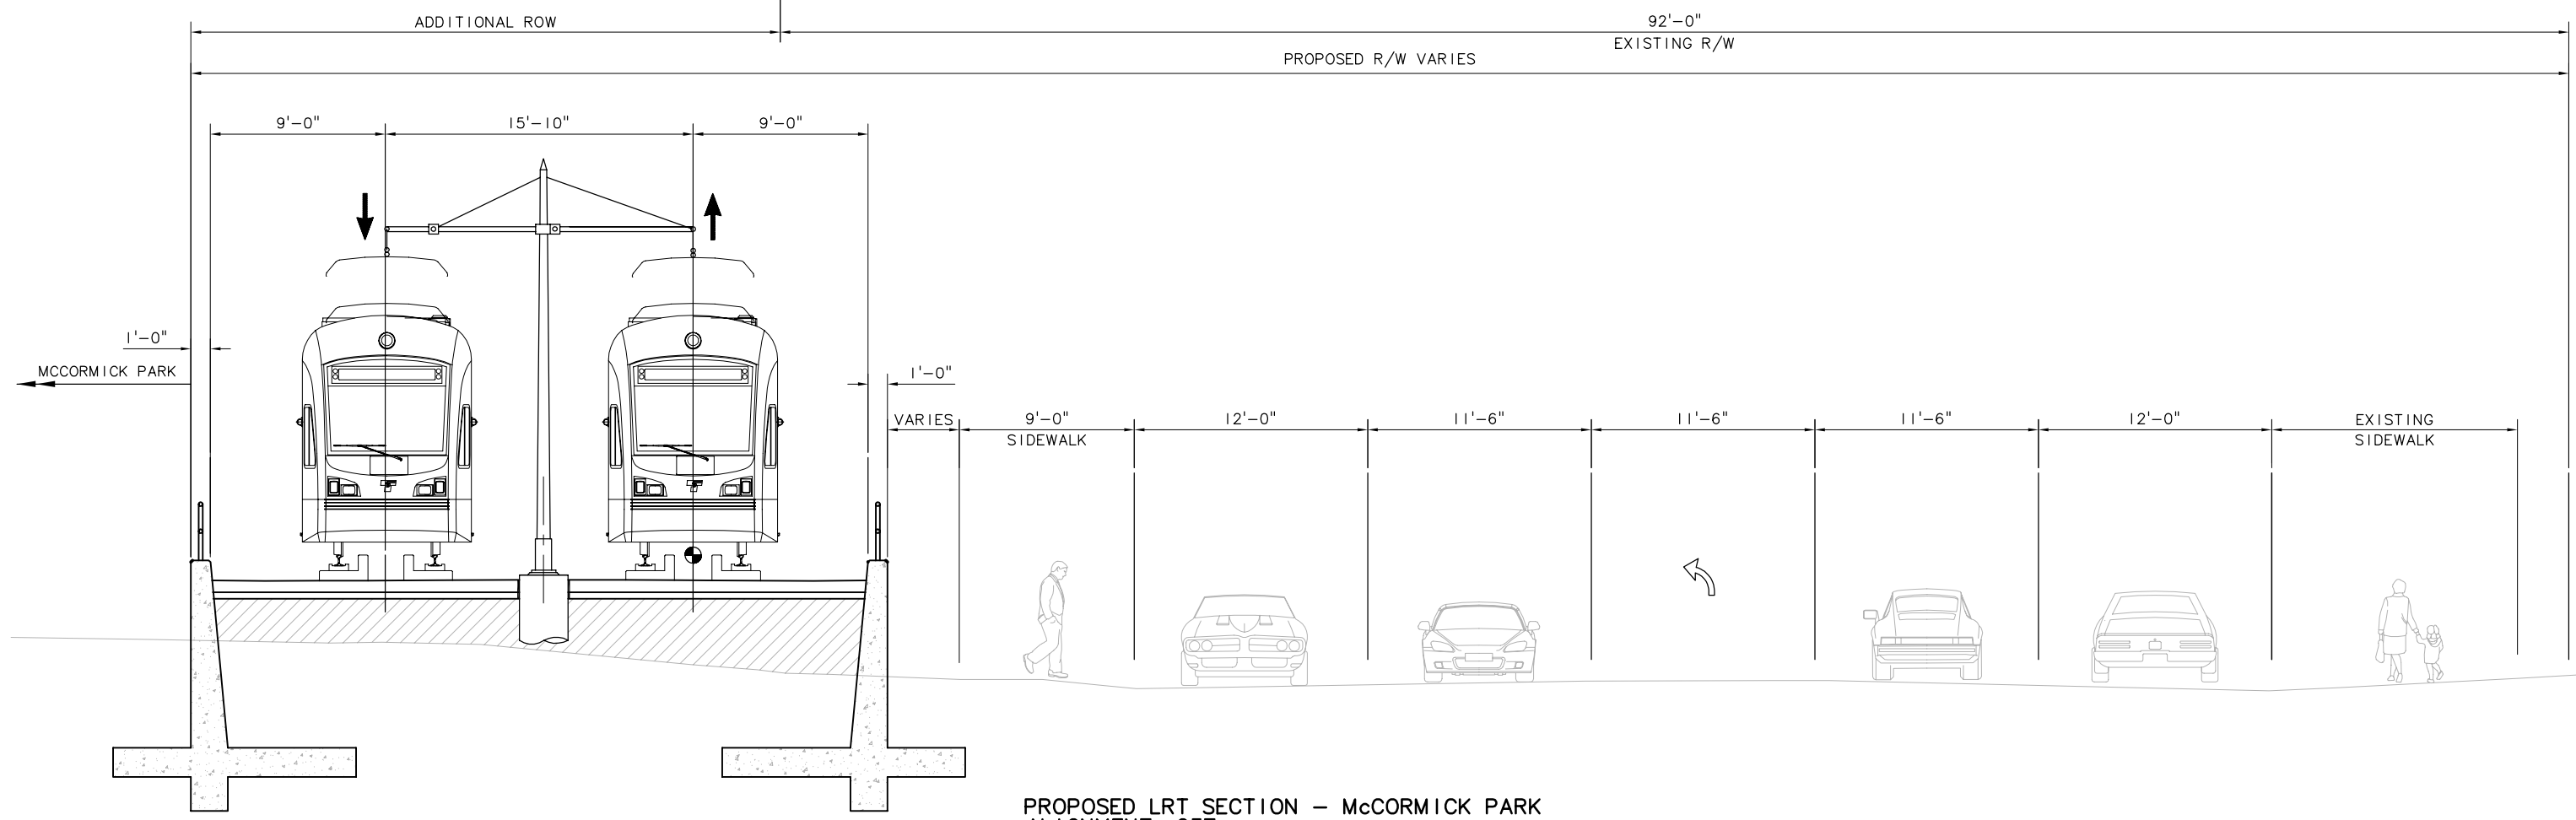 ADDITIONAL ROW
92'-0"
EXISTING R/W
PROPOSED R/W VARIES
9'-0"
15'-10"
9'-0"
1'-0"
MCCORMICK PARK
1'-0"
VARIES
9'-0"
SIDEWALK
12'-0"
11'-6"
11'-6"
11'-6"
12'-0"
EXISTING
SIDEWALK
PROPOSED LRT SECTION – McCORMICK PARK